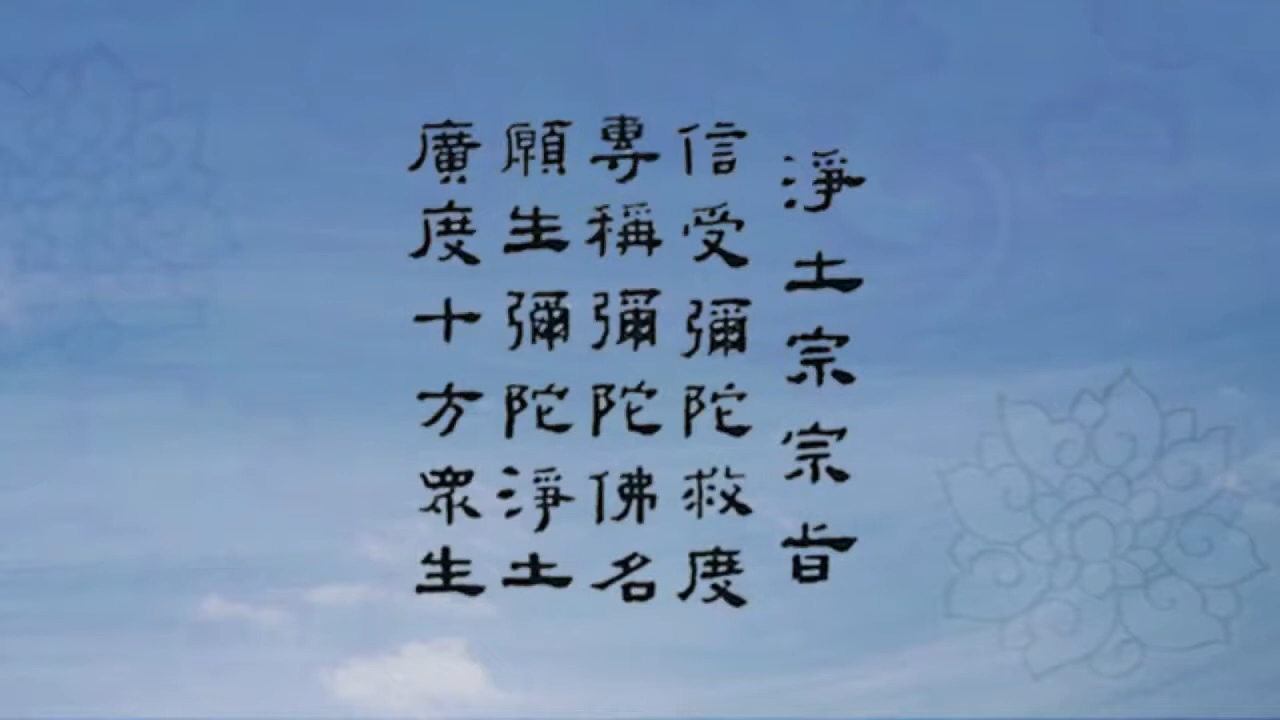 淨土宗宗旨
信受彌陀救度
專稱彌陀佛名
願生彌陀淨土
廣度十方眾生